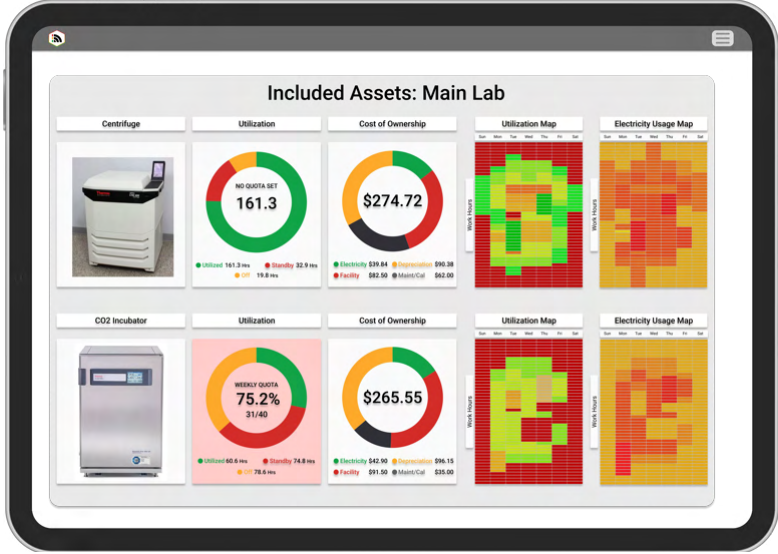 Included Assets: Main Lab
Centrifuge Utilization Cost of Ownership Utilization Map Electricity Usage Map
Sun Mon Tue Wed Thu Fri Sat Sun Mon Tue Wed Thu Fri Sat
NO QUOTA SET
161.3
$274.72
Work Hours
Work Hours
Utilized 161.3 Hrs Standby 32.9 Hrs
Off 19.8 Hrs
Electricity $39.84 Depreciation $90.38
Facility $82.50 Maint/Cal $62.00
CO2 Incubator Utilization Cost of Ownership Utilization Map Electricity Usage Map
Sun Mon Tue Wed Thu Fri Sat Sun Mon Tue Wed Thu Fri Sat
WEEKLY QUOTA
75.2%
31/40
$265.55
Work Hours
Work Hours
Utilized 60.6 Hrs Standby 74.8 Hrs
Off 78.6 Hrs
Electricity $42.90 Depreciation $96.15
Facility $91.50 Maint/Cal $35.00